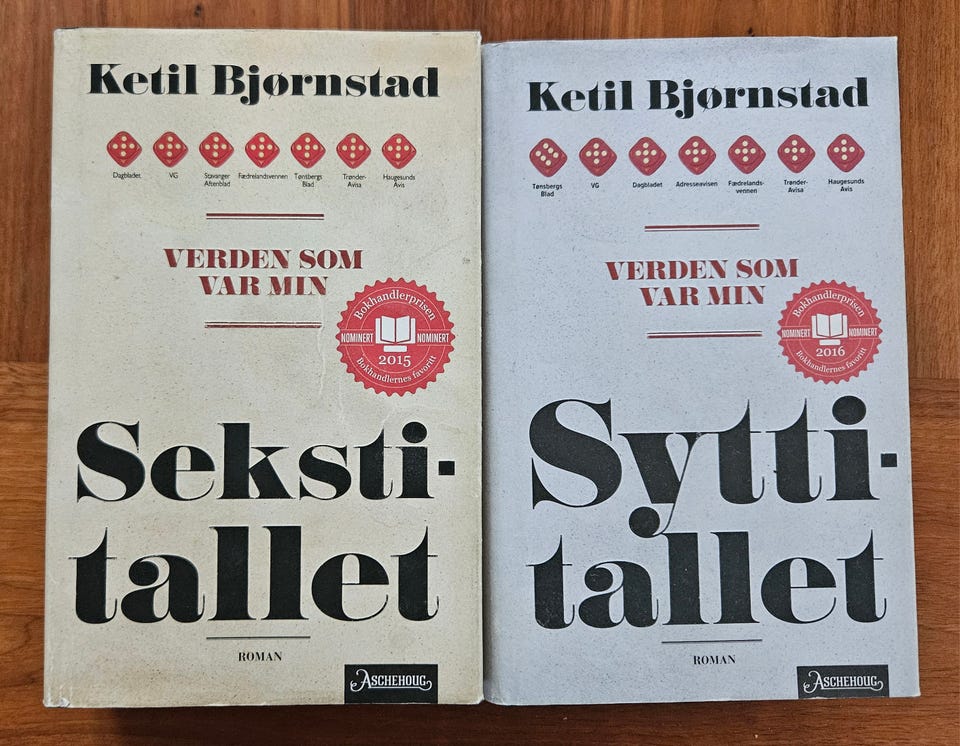 Ketil Bjørnstad
Dagbladet
VG
Stavanger
Aftenblad
Fædrelandsvennen
Tønsbergs
Blad
Trønder-
Avisa
Haugesunds
Avis
VERDEN SOM
VAR MIN
Bokhandlerprisen
NOMINERT NOMINERT
2015
Bokhandlernes favoritt
Seksti-
tallet
ROMAN
ASCHEHOUG
Ketil Bjørnstad
Tønsbergs
Blad
VG
Dagbladet
Adresseavisen
Fædrelands-
vennen
Trønder-
Avisa
Haugesunds
Avis
VERDEN SOM
VAR MIN
Bokhandlerprisen
NOMINERT NOMINERT
2016
Bokhandlernes favoritt
Sytti-
tallet
ROMAN
ASCHEHOUG